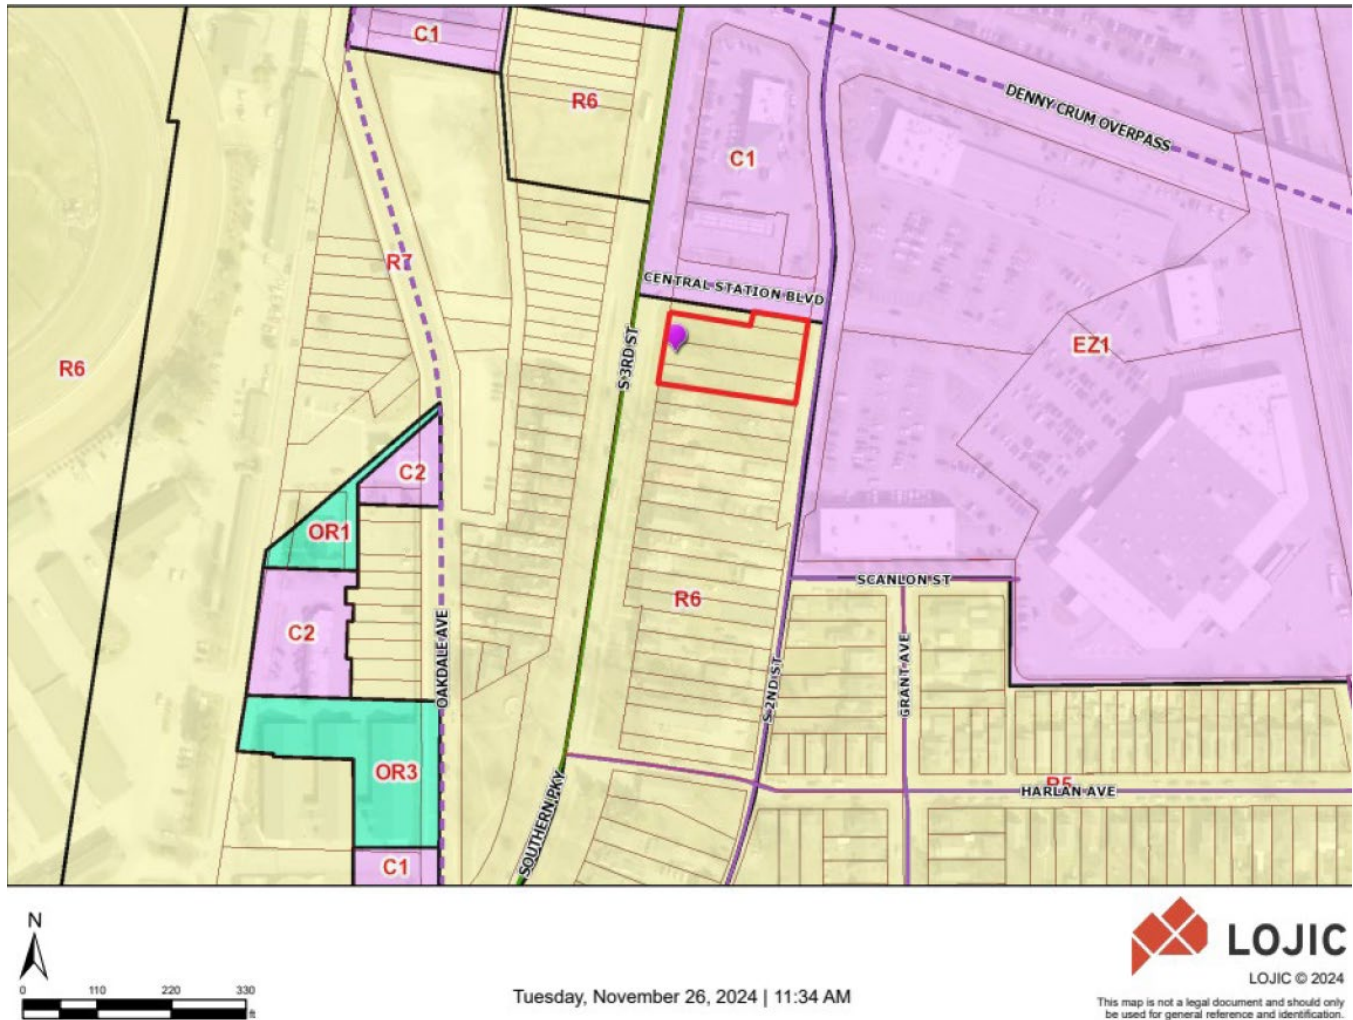 C1
R6
DENNY CRUM OVERPASS
C1
R7
CENTRAL STATION BLVD
S 3RD ST
EZ1
R6
C2
OR1
SCANLON ST
R6
C2
OAKDALE AVE
GRANT AVE
S 2ND ST
OR3
R5
HARLAN AVE
SOUTHERN PKY
C1
N
0 110 220 330
ft
Tuesday, November 26, 2024 | 11:34 AM
LOJIC
LOJIC © 2024
This map is not a legal document and should only
be used for general reference and identification.